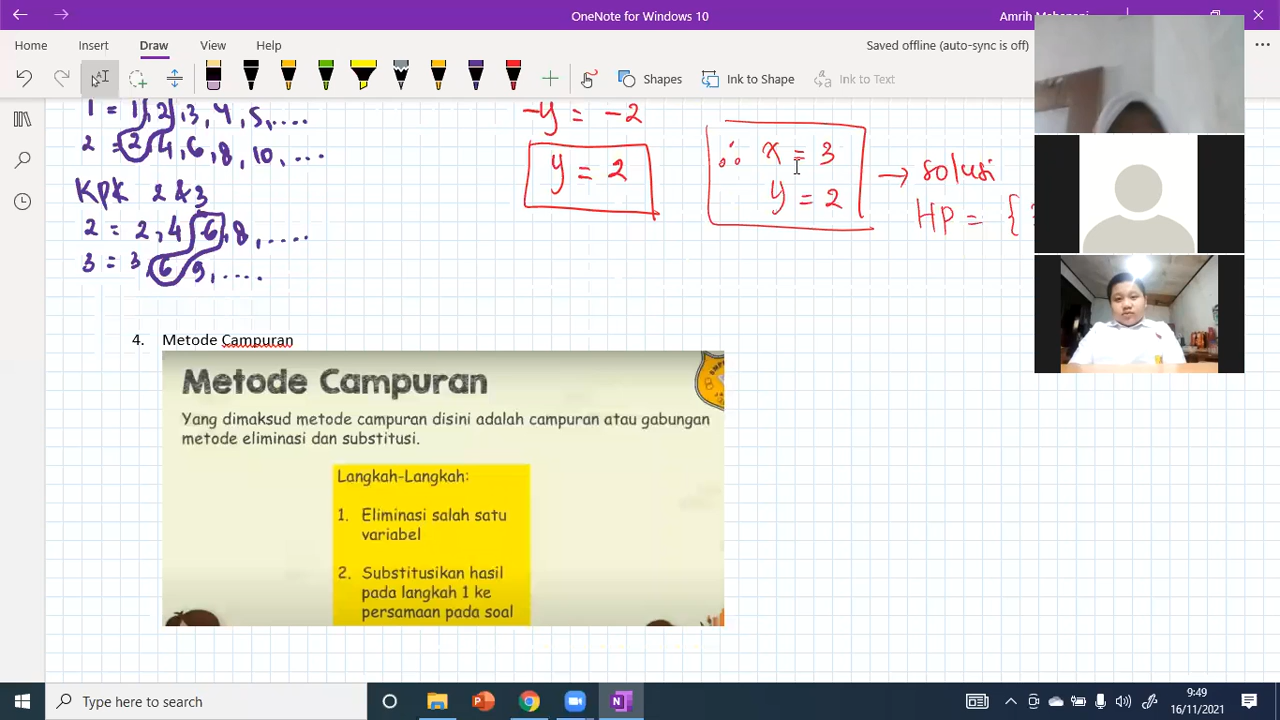 OneNote for Windows 10
Home Insert Draw View Help
Saved offline (auto-sync is off)
Shapes
Ink to Shape
Ink to Text
1 = 1, 2, 3, 4, 5, ....
2 = 2, 4, 6, 8, 10, ...
KPK 2 & 3
2 = 2, 4, 6, 8, ....
3 = 3, 6, 9, ....
-y = -2
y = 2
∴ x = 3
y = 2
→ solusi
HP = {
4. Metode Campuran
Metode Campuran
Yang dimaksud metode campuran disini adalah campuran atau gabungan
metode eliminasi dan substitusi.
Langkah-Langkah:
1. Eliminasi salah satu
variabel
2. Substitusikan hasil
pada langkah 1 ke
persamaan pada soal
Type here to search
9:49
16/11/2021